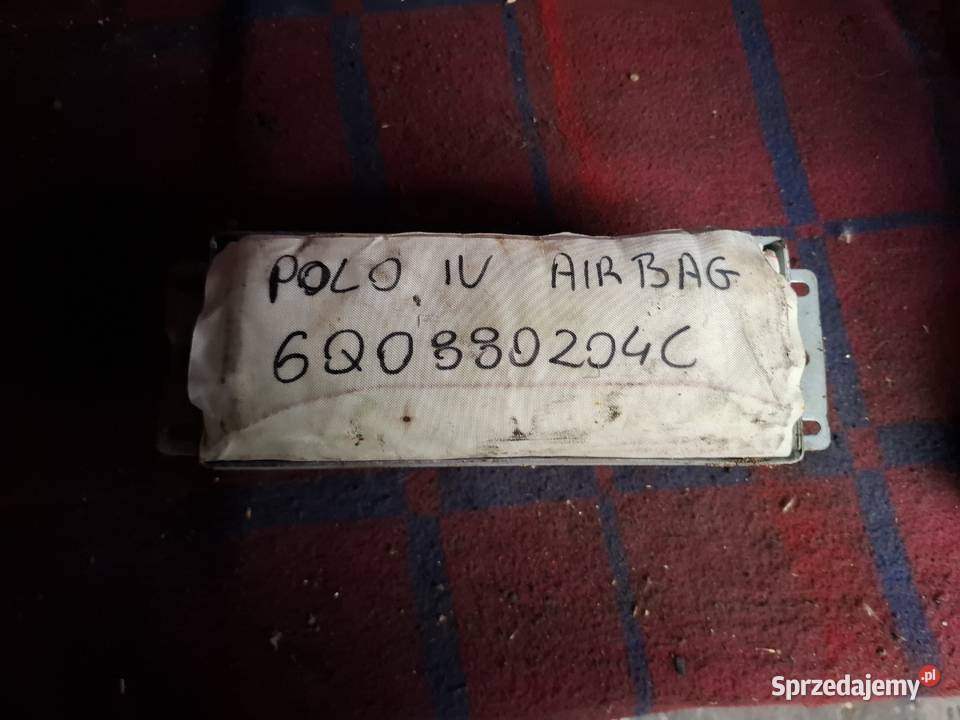 POLO IV AIRBAG
6Q0880204C
Sprzedajemy.pl